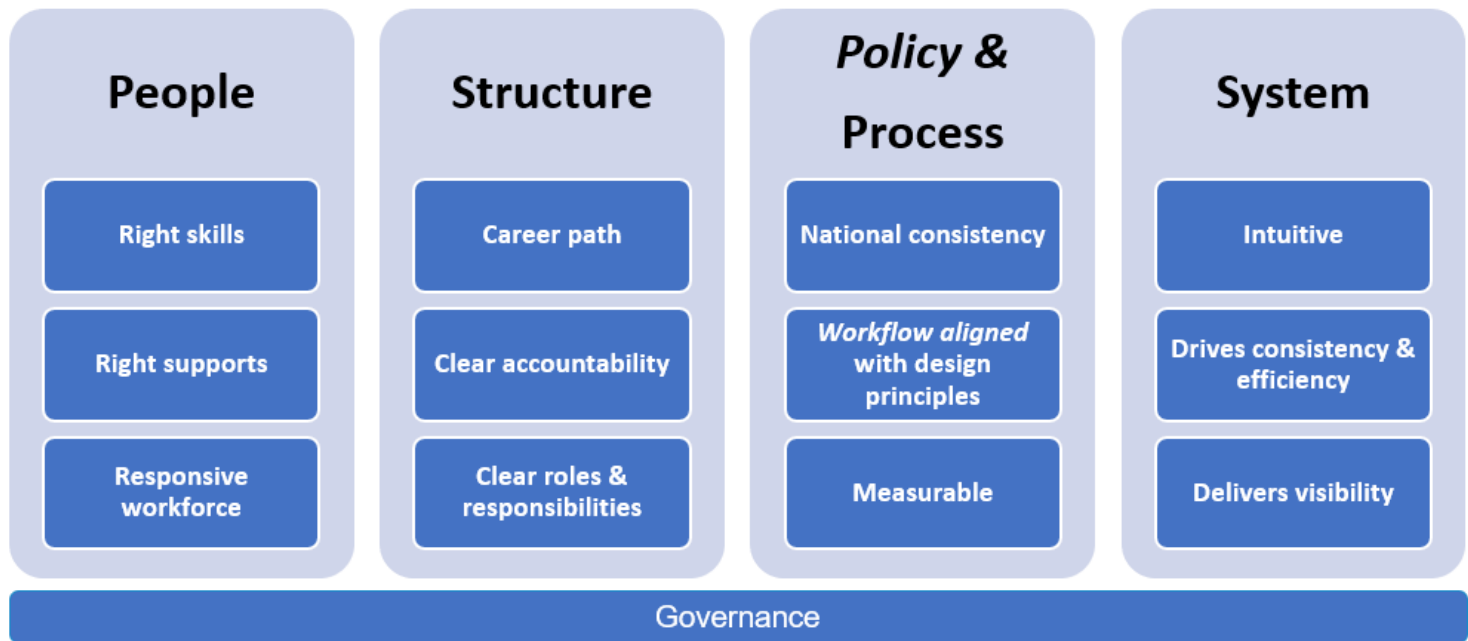 People
Right skills
Right supports
Responsive
workforce
Structure
Career path
Clear accountability
Clear roles &
responsibilities
Policy &
Process
National consistency
Workflow aligned
with design
principles
Measurable
System
Intuitive
Drives consistency &
efficiency
Delivers visibility
Governance